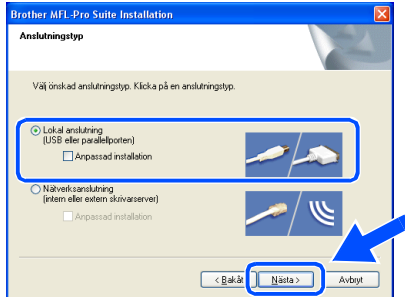 Brother MFL-Pro Suite Installation
Anslutningstyp
Välj önskad anslutningstyp. Klicka på en anslutningstyp.
Lokal anslutning
(USB eller parallellporten)
Anpassad installation
Nätverksanslutning
(intern eller extern skrivarserver)
Anpassad installation
< Bakåt Nästa > Avbryt